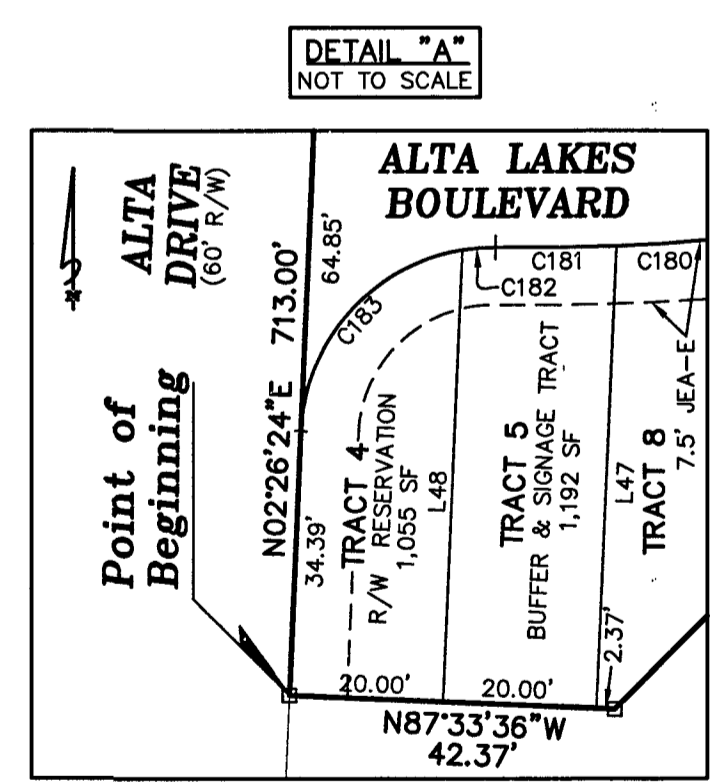 DETAIL "A"
NOT TO SCALE
ALTA LAKES
BOULEVARD
ALTA
DRIVE
(60' R/W)
N02°26'24"E 713.00'
64.85'
C183
C182
C181
C180
Point of
Beginning
34.39'
TRACT 4
R/W RESERVATION
1,055 SF
L48
TRACT 5
BUFFER & SIGNAGE TRACT
1,192 SF
L47
TRACT 8
7.5' JEA-E
2.37'
20.00'
20.00'
N87°33'36"W
42.37'